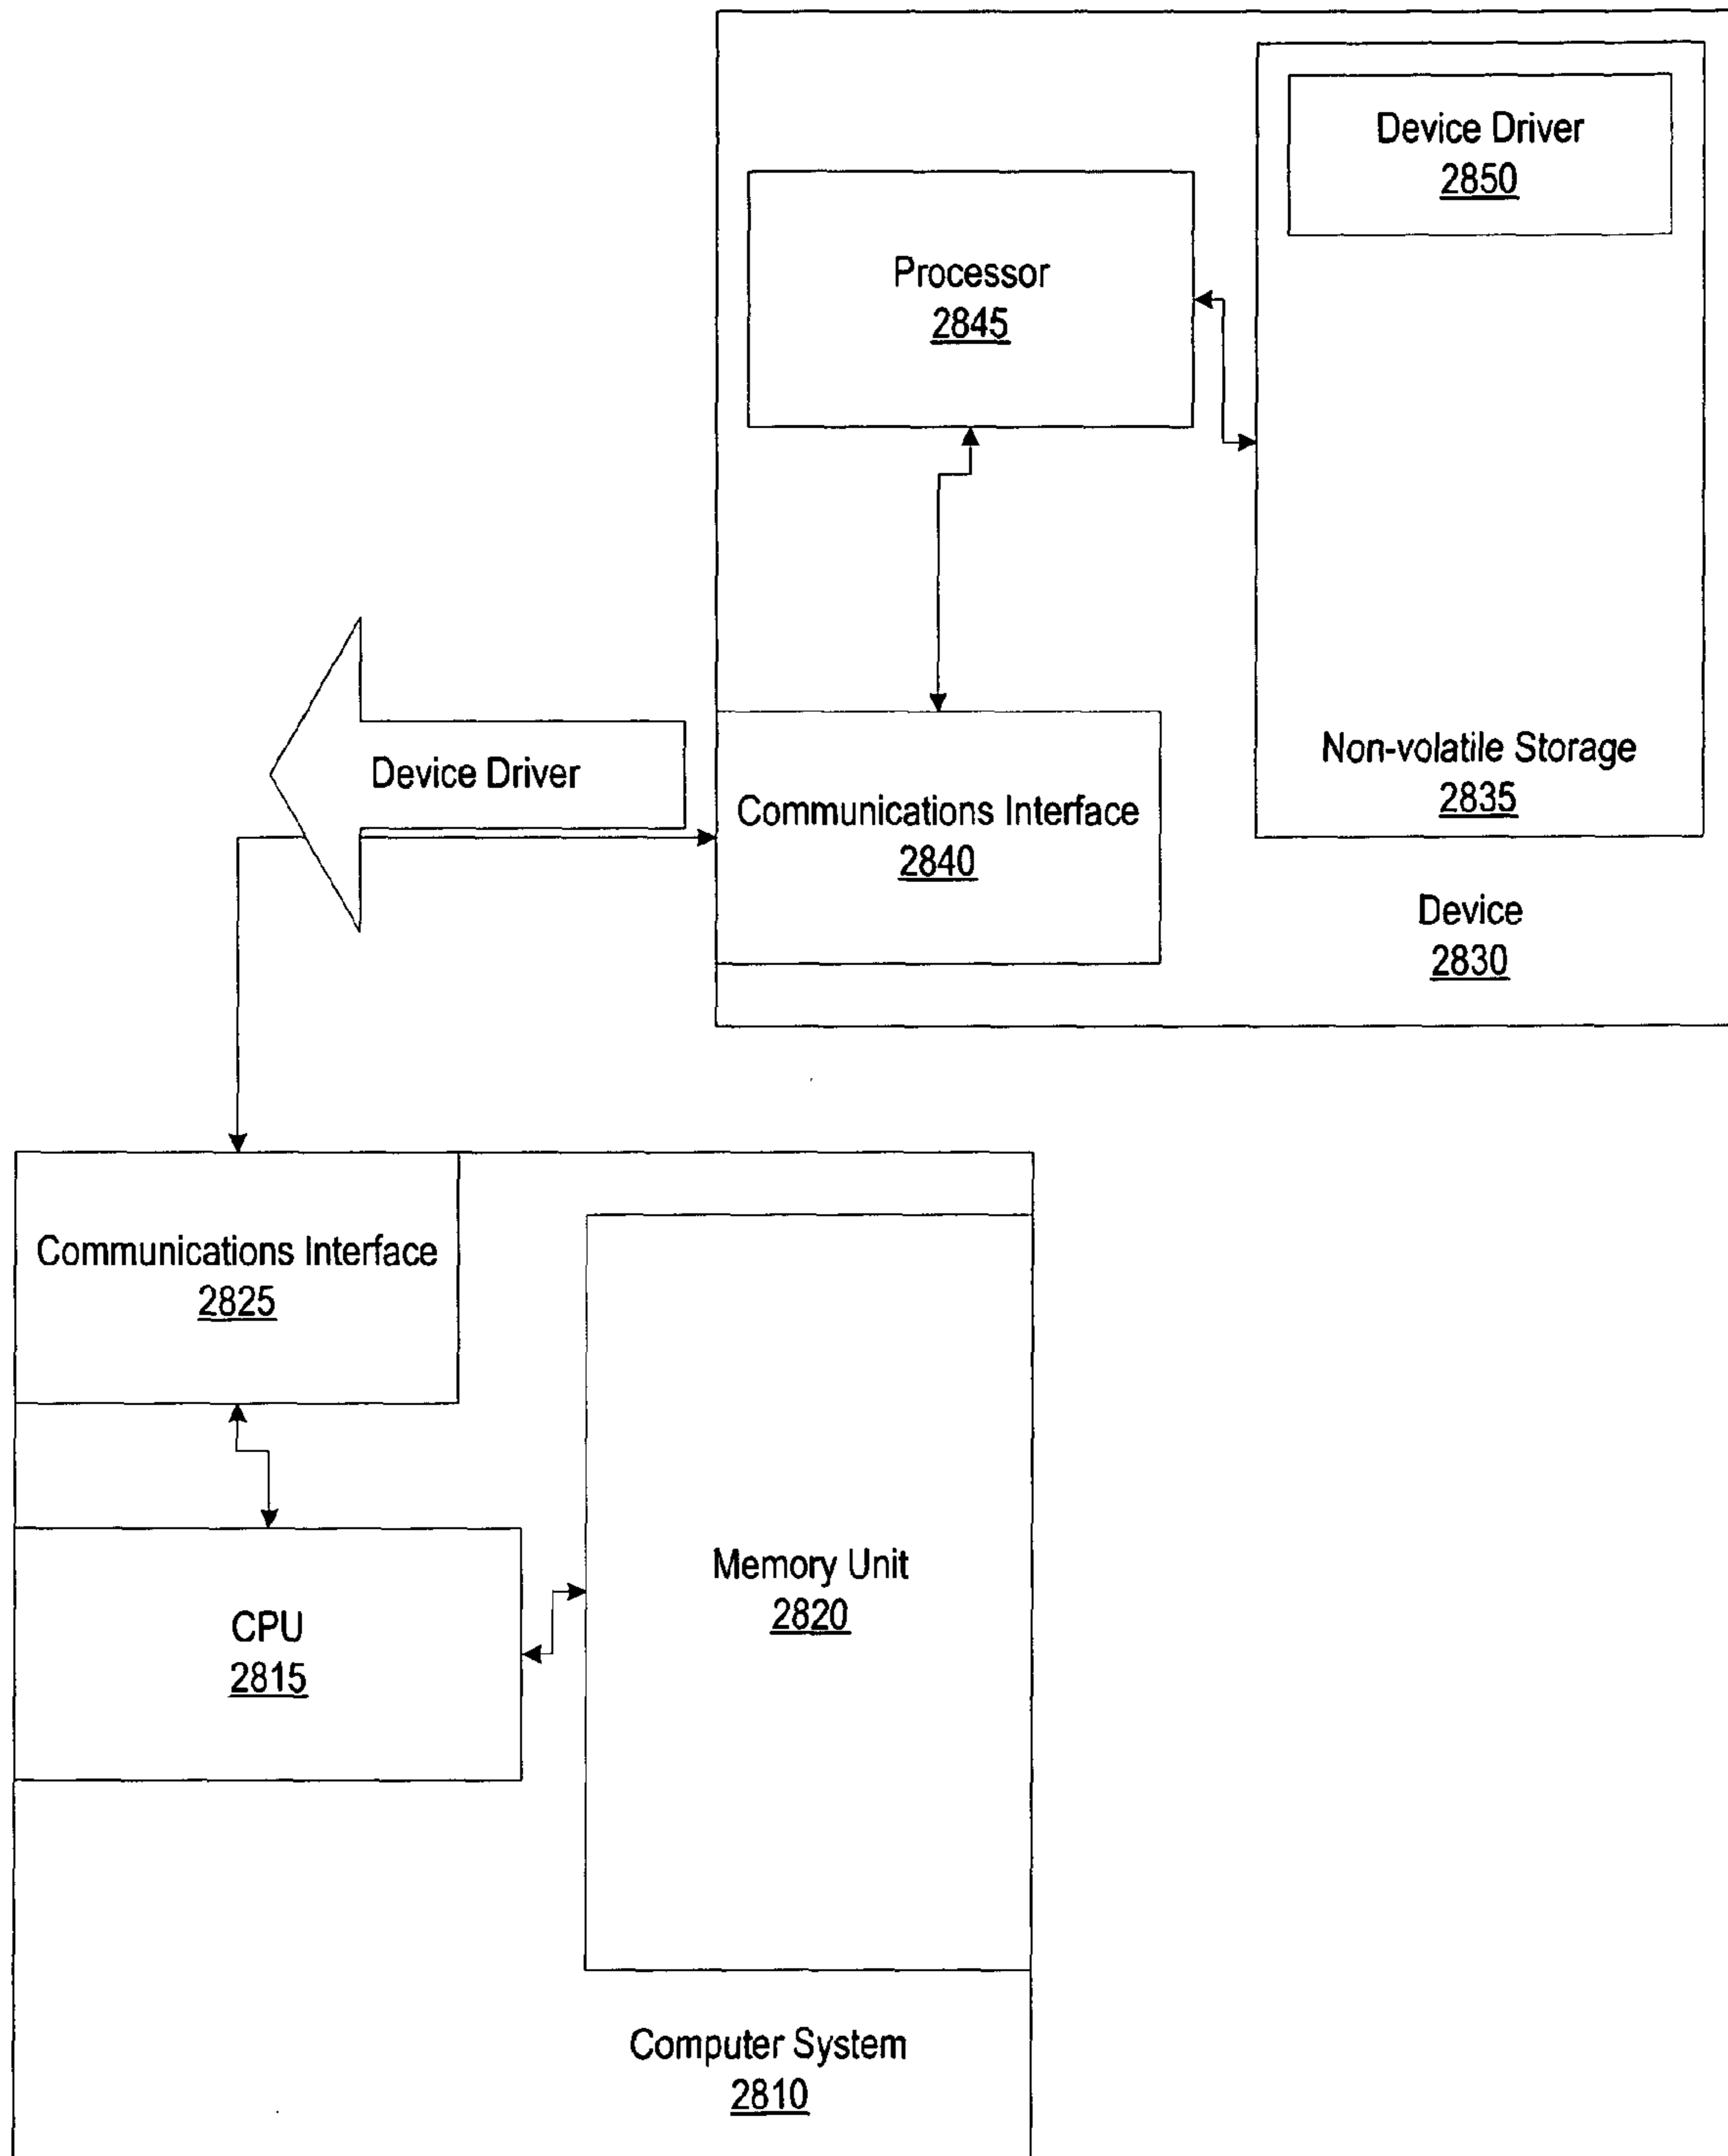 Device Driver
2850
Processor
2845
Device Driver
Non-volatile Storage
2835
Communications Interface
2840
Device
2830
Communications Interface
2825
Memory Unit
2820
CPU
2815
Computer System
2810